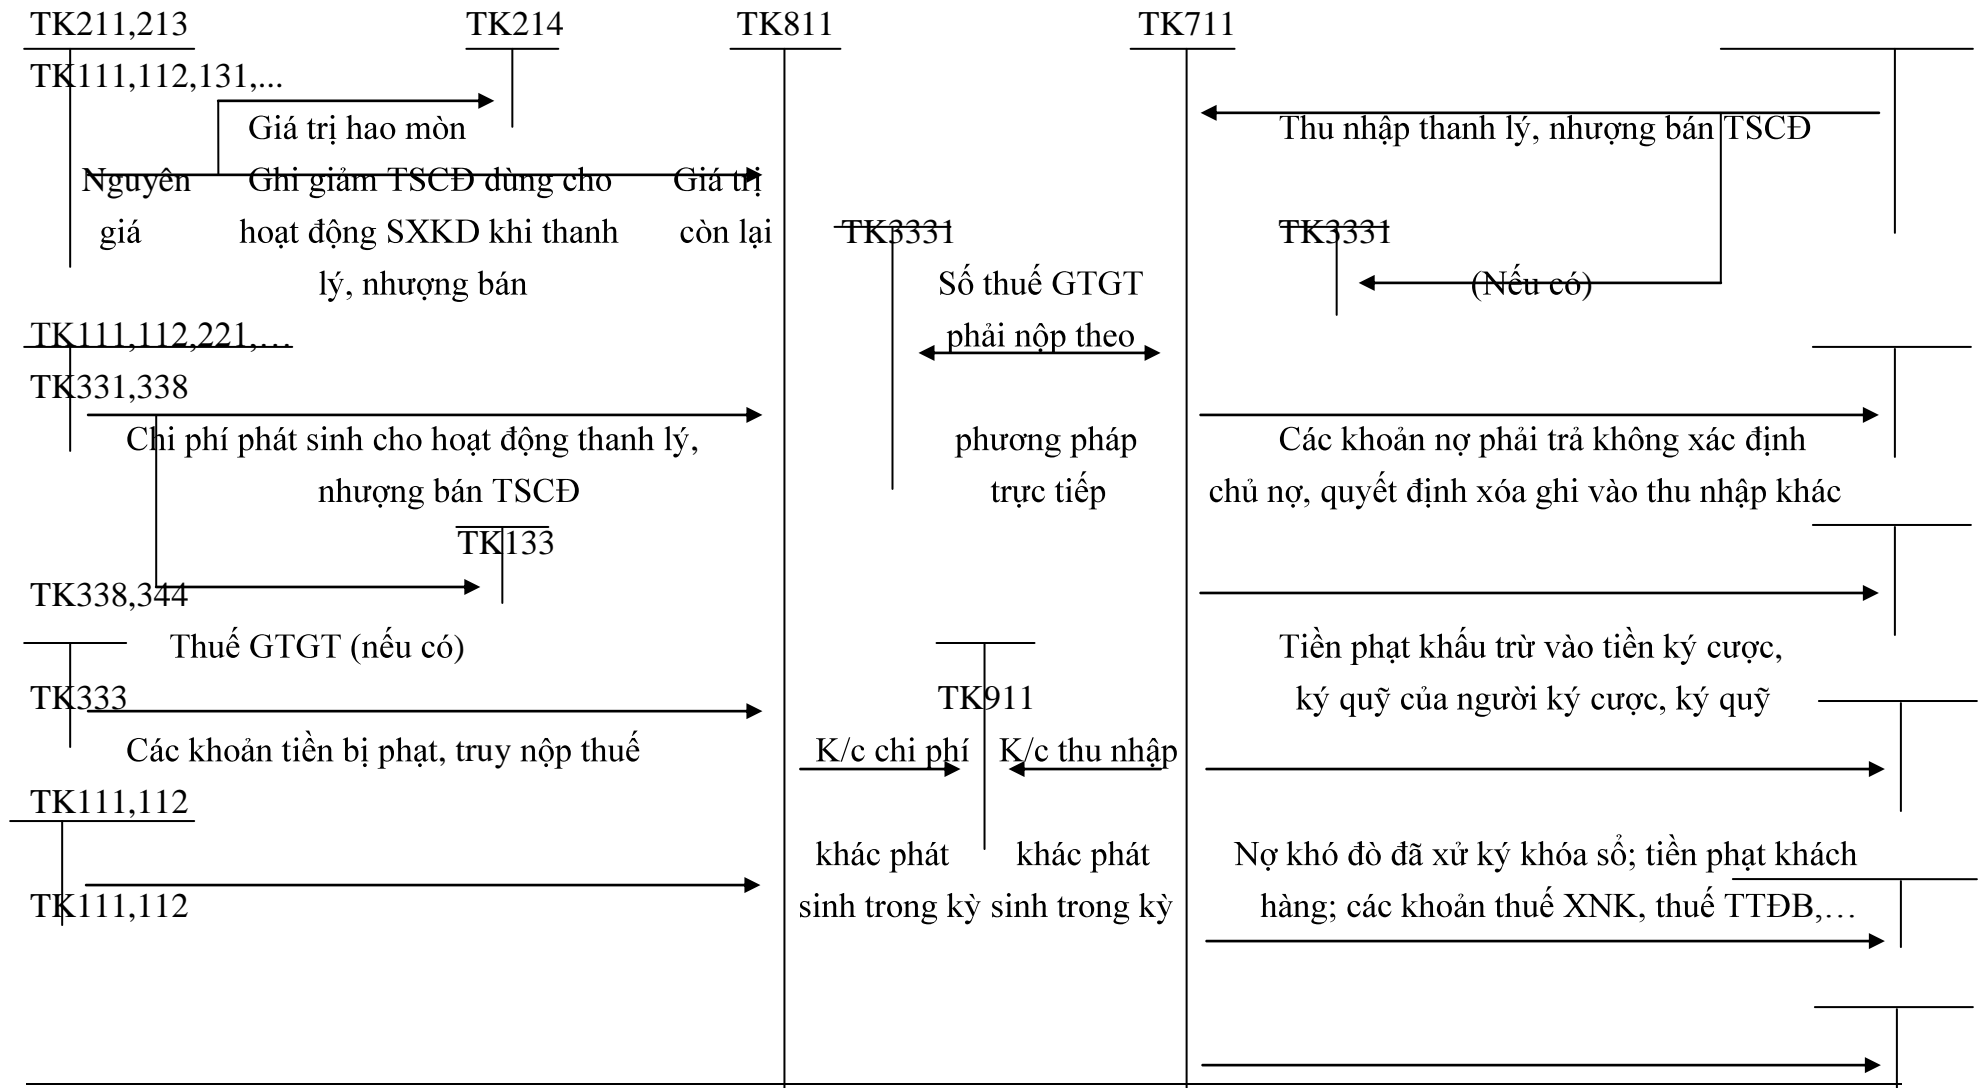 TK211,213 TK214 TK811 TK711
TK111,112,131,...
Giá trị hao mòn Thu nhập thanh lý, nhượng bán TSCĐ
Nguyên Ghi giảm TSCĐ dùng cho Giá trị
giá hoạt động SXKD khi thanh còn lại TK3331 TK3331
lý, nhượng bán Số thuế GTGT (Nếu có)
TK111,112,221,… phải nộp theo
TK331,338
Chi phí phát sinh cho hoạt động thanh lý, phương pháp Các khoản nợ phải trả không xác định
nhượng bán TSCĐ trực tiếp chủ nợ, quyết định xóa ghi vào thu nhập khác
TK133
TK338,344
Thuế GTGT (nếu có) Tiền phạt khấu trừ vào tiền ký cược,
TK333 TK911 ký quỹ của người ký cược, ký quỹ
Các khoản tiền bị phạt, truy nộp thuế K/c chi phí K/c thu nhập
TK111,112
khác phát khác phát Nợ khó đò đã xử ký khóa sổ; tiền phạt khách
TK111,112 sinh trong kỳ sinh trong kỳ hàng; các khoản thuế XNK, thuế TTĐB,…